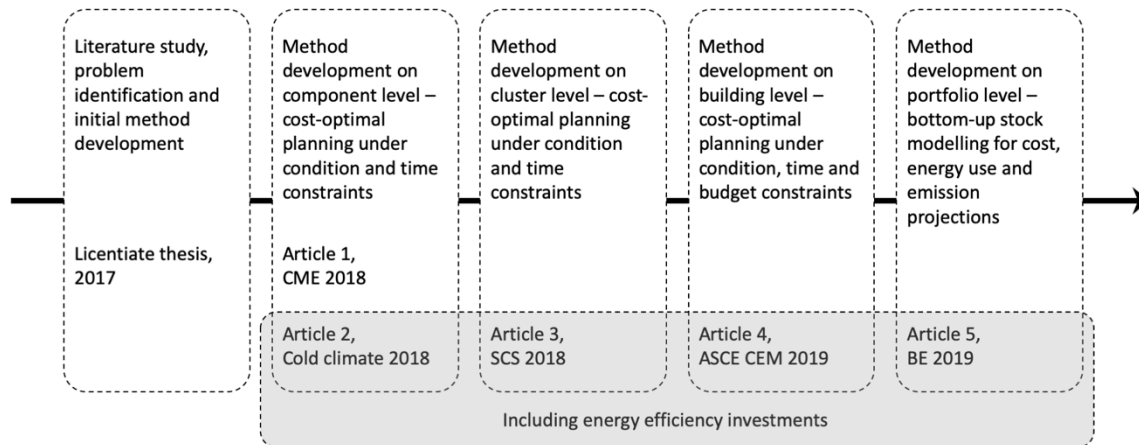 Literature study,
problem
identification and
initial method
development
Licentiate thesis,
2017
Method
development on
component level –
cost-optimal
planning under
condition and time
constraints
Article 1,
CME 2018
Article 2,
Cold climate 2018
Method
development on
cluster level – cost-
optimal planning
under condition
and time
constraints
Article 3,
SCS 2018
Method
development on
building level –
cost-optimal
planning under
condition, time and
budget constraints
Article 4,
ASCE CEM 2019
Method
development on
portfolio level –
bottom-up stock
modelling for cost,
energy use and
emission
projections
Article 5,
BE 2019
Including energy efficiency investments